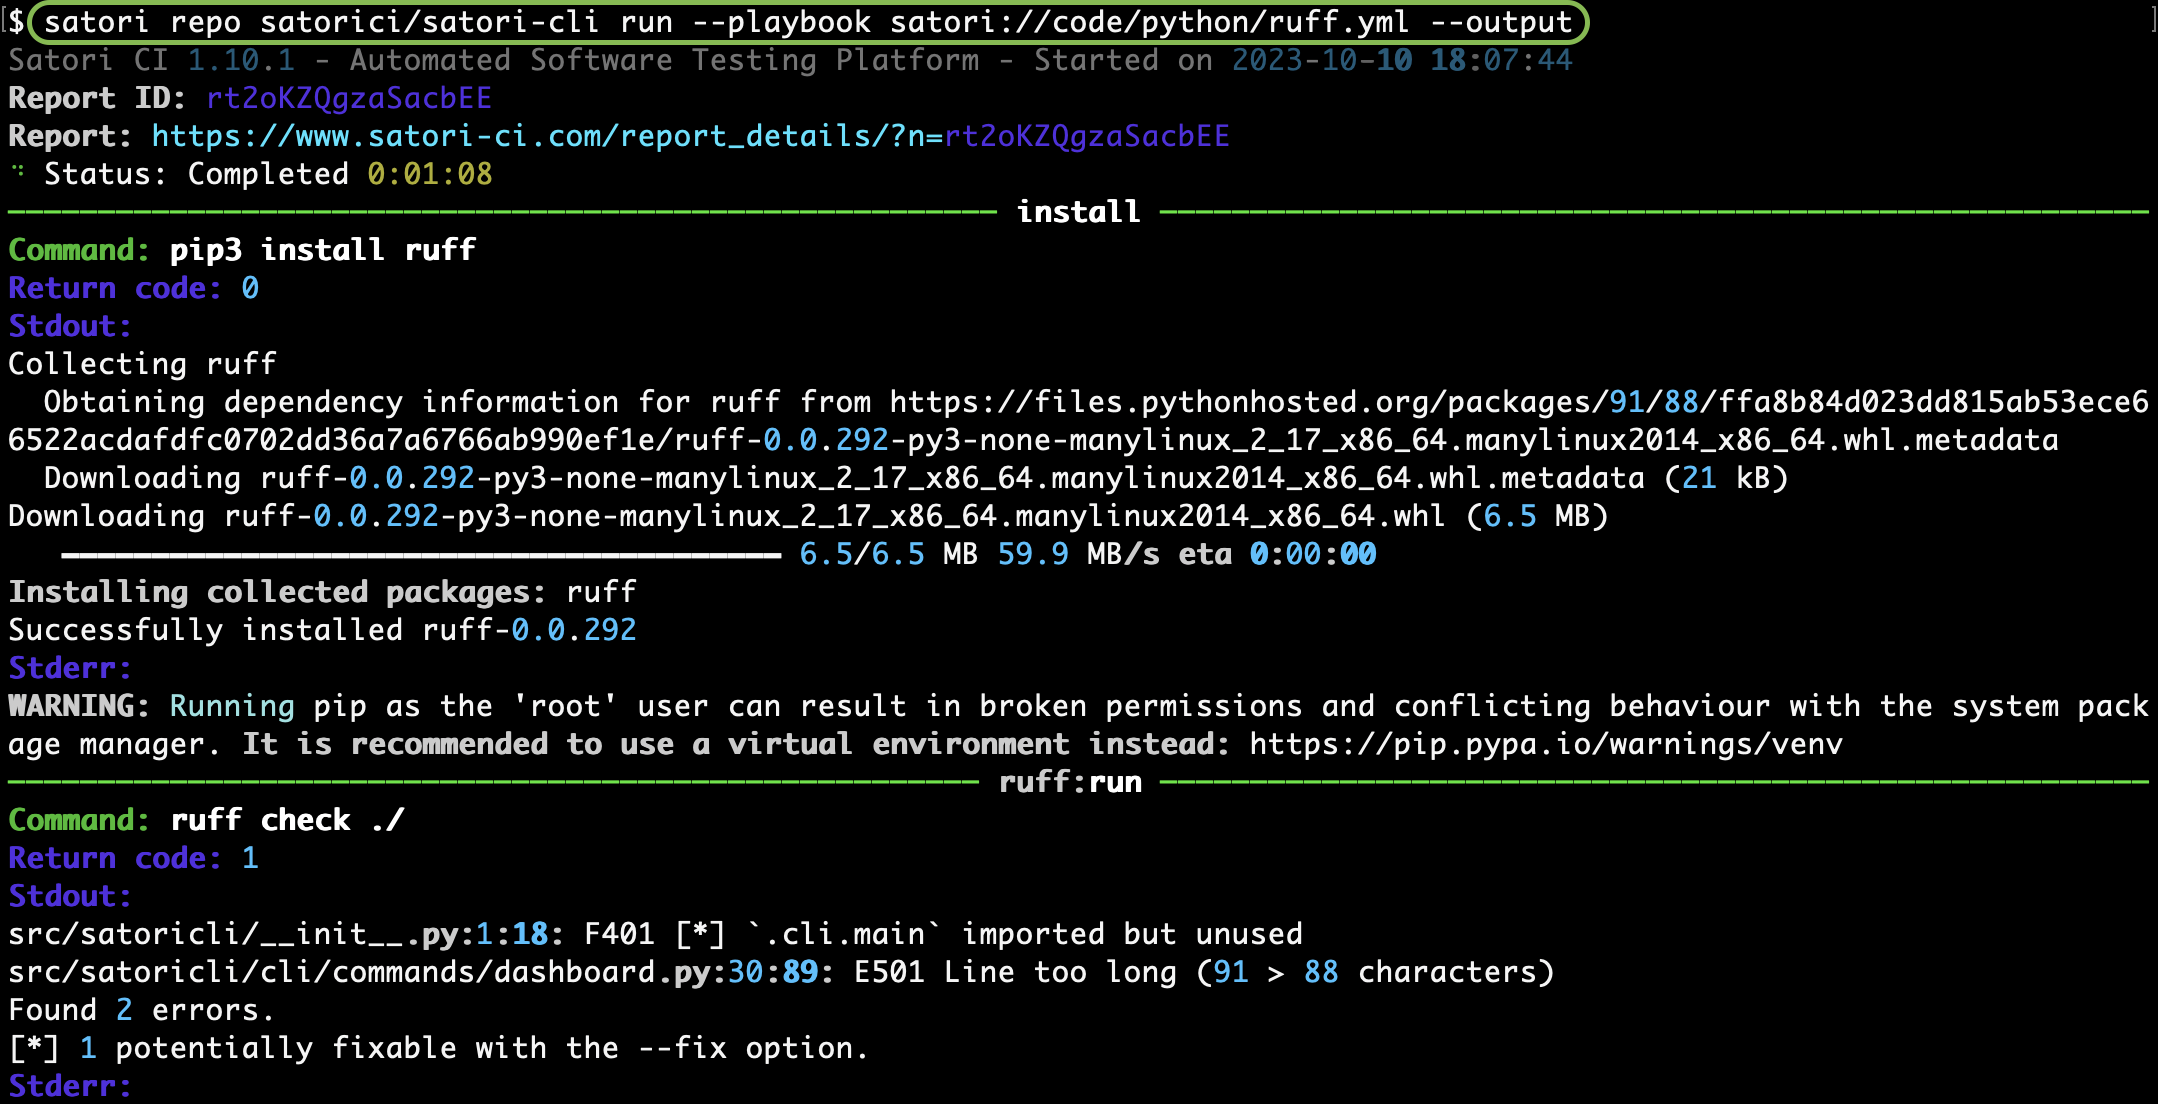 $ satori repo satorici/satori-cli run --playbook satori://code/python/ruff.yml --output
Satori CI 1.10.1 - Automated Software Testing Platform - Started on 2023-10-10 18:07:44
Report ID: rt2oKZQgzaSacbEE
Report: https://www.satori-ci.com/report_details/?n=rt2oKZQgzaSacbEE
Status: Completed 0:01:08
install
Command: pip3 install ruff
Return code: 0
Stdout:
Collecting ruff
  Obtaining dependency information for ruff from https://files.pythonhosted.org/packages/91/88/ffa8b84d023dd815ab53ece6
6522acdafdfc0702dd36a7a6766ab990ef1e/ruff-0.0.292-py3-none-manylinux_2_17_x86_64.manylinux2014_x86_64.whl.metadata
  Downloading ruff-0.0.292-py3-none-manylinux_2_17_x86_64.manylinux2014_x86_64.whl.metadata (21 kB)
Downloading ruff-0.0.292-py3-none-manylinux_2_17_x86_64.manylinux2014_x86_64.whl (6.5 MB)
6.5/6.5 MB 59.9 MB/s eta 0:00:00
Installing collected packages: ruff
Successfully installed ruff-0.0.292
Stderr:
WARNING: Running pip as the 'root' user can result in broken permissions and conflicting behaviour with the system pack
age manager. It is recommended to use a virtual environment instead: https://pip.pypa.io/warnings/venv
ruff:run
Command: ruff check ./
Return code: 1
Stdout:
src/satoricli/__init__.py:1:18: F401 [*] `.cli.main` imported but unused
src/satoricli/cli/commands/dashboard.py:30:89: E501 Line too long (91 > 88 characters)
Found 2 errors.
[*] 1 potentially fixable with the --fix option.
Stderr: